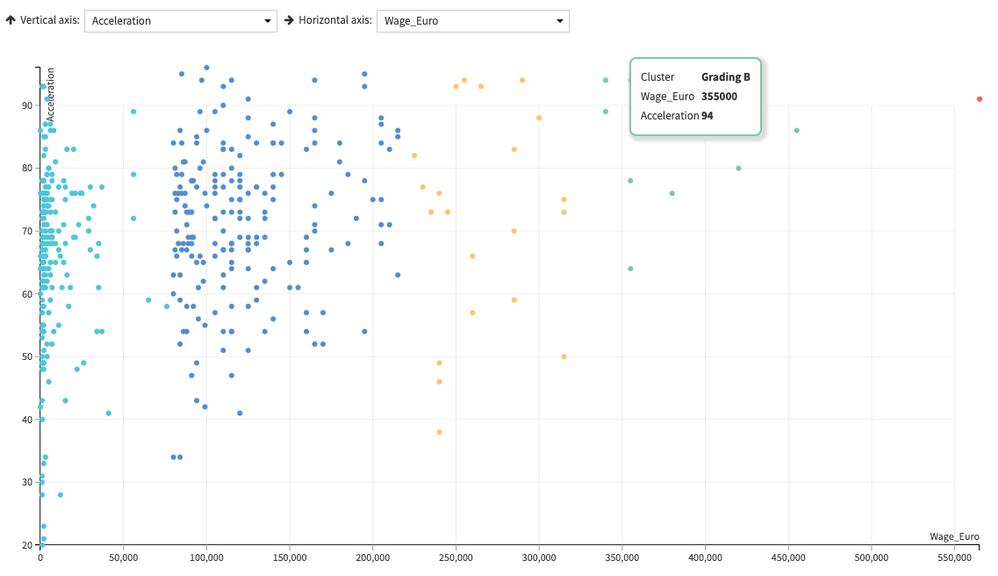 Vertical axis: Acceleration Horizontal axis: Wage_Euro
Acceleration
Cluster Grading B
Wage_Euro 355000
Acceleration 94
90
80
70
60
50
40
30
20
Wage_Euro
0 50,000 100,000 150,000 200,000 250,000 300,000 350,000 400,000 450,000 500,000 550,000